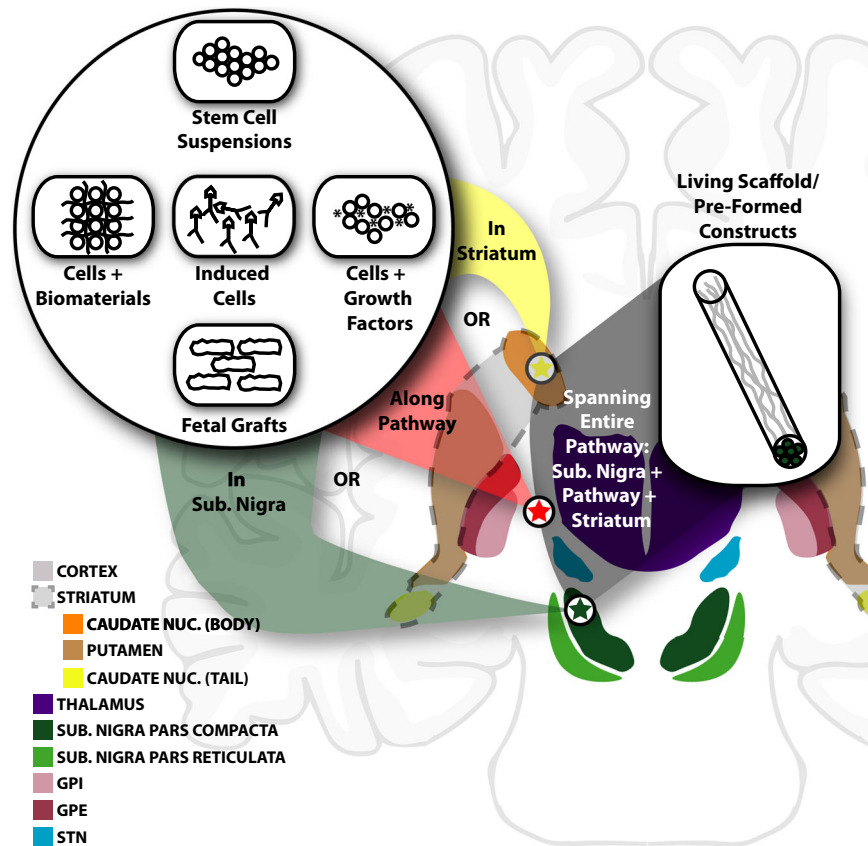 Stem Cell
Suspensions
Cells +
Biomaterials
Induced
Cells
Cells +
Growth
Factors
Fetal Grafts
In
Striatum
OR
Along
Pathway
OR
In
Sub. Nigra
Living Scaffold/
Pre-Formed
Constructs
Spanning
Entire
Pathway:
Sub. Nigra +
Pathway +
Striatum
CORTEX
STRIATUM
CAUDATE NUC. (BODY)
PUTAMEN
CAUDATE NUC. (TAIL)
THALAMUS
SUB. NIGRA PARS COMPACTA
SUB. NIGRA PARS RETICULATA
GPI
GPE
STN